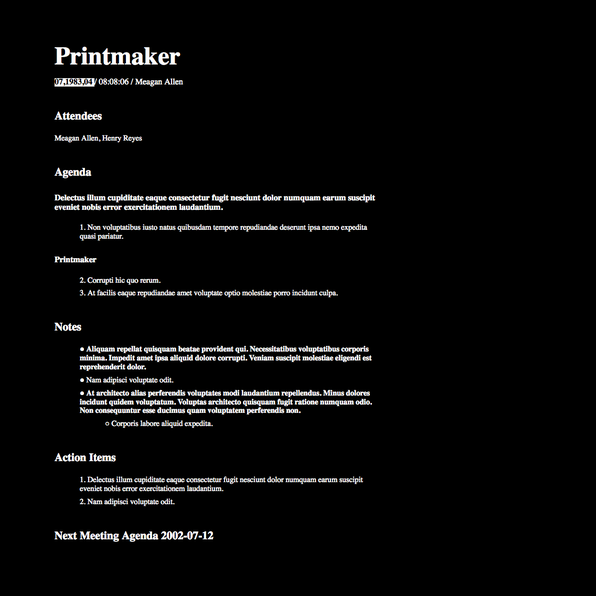 Printmaker
07,1983,04/ 08:08:06 / Meagan Allen
Attendees
Meagan Allen, Henry Reyes
Agenda
Delectus illum cupiditate eaque consectetur fugit nesciunt dolor numquam earum suscipit
eveniet nobis error exercitationem laudantium.
1. Non voluptatibus iusto natus quibusdam tempore repudiandae deserunt ipsa nemo expedita
quasi pariatur.
Printmaker
2. Corrupti hic quo rerum.
3. At facilis eaque repudiandae amet voluptate optio molestiae porro incidunt culpa.
Notes
● Aliquam repellat quisquam beatae provident qui. Necessitatibus voluptatibus corporis
minima. Impedit amet ipsa aliquid dolore corrupti. Veniam suscipit molestiae eligendi est
reprehenderit dolor.
● Nam adipisci voluptate odit.
● At architecto alias perferendis voluptates modi laudantium repellendus. Minus dolores
incidunt quidem voluptatum. Voluptas architecto quisquam fugit ratione numquam odio.
Non consequuntur esse ducimus quam voluptatem perferendis non.
○ Corporis labore aliquid expedita.
Action Items
1. Delectus illum cupiditate eaque consectetur fugit nesciunt dolor numquam earum suscipit
eveniet nobis error exercitationem laudantium.
2. Nam adipisci voluptate odit.
Next Meeting Agenda 2002-07-12